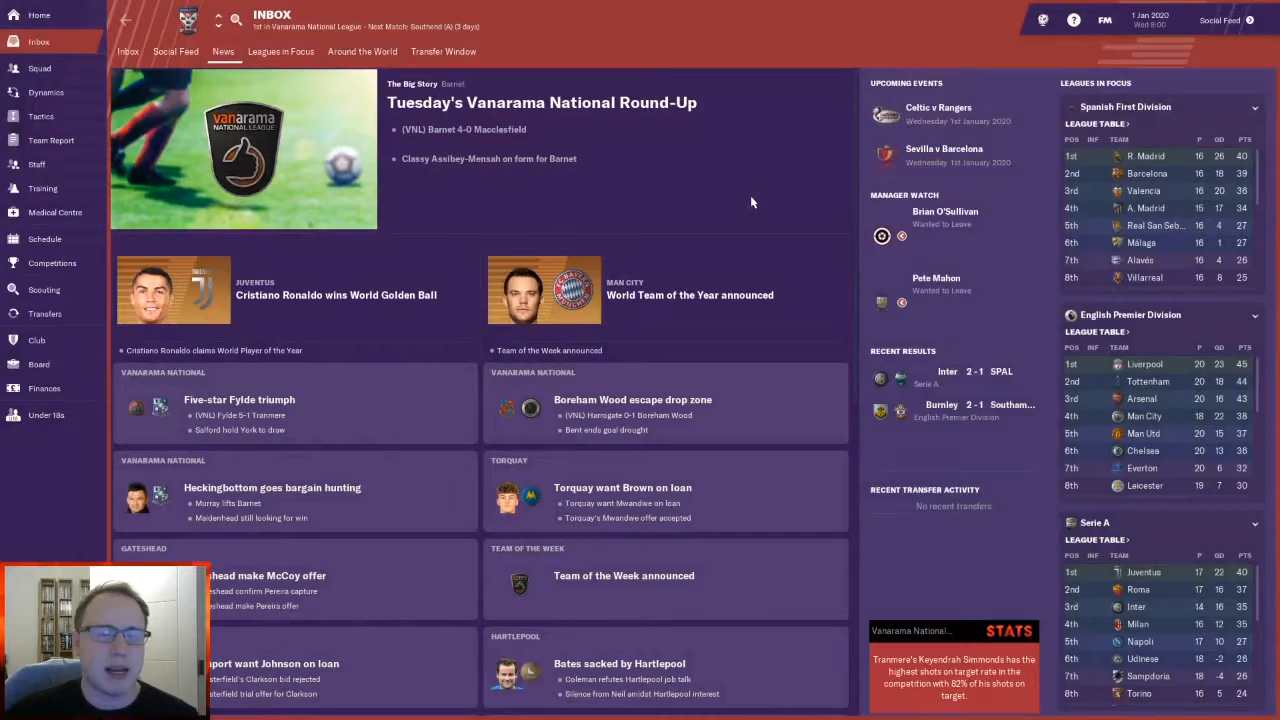 Home
Inbox
Squad
Dynamics
Tactics
Team Report
Staff
Training
Medical Centre
Schedule
Competitions
Scouting
Transfers
Club
Board
Finances
Under 18s
INBOX
1st in Vanarama National League - Next Match: Southend (A) (3 days)
Inbox
Social Feed
News
Leagues in Focus
Around the World
Transfer Window
?
FM
1 Jan 2020
Wed 8:00
Social Feed
vanarama
NATIONAL LEAGUE
The Big Story Barnet
Tuesday's Vanarama National Round-Up
(VNL) Barnet 4-0 Macclesfield
Classy Assibey-Mensah on form for Barnet
JUVENTUS
Cristiano Ronaldo wins World Golden Ball
Cristiano Ronaldo claims World Player of the Year
MAN CITY
World Team of the Year announced
Team of the Week announced
VANARAMA NATIONAL
Five-star Fylde triumph
(VNL) Fylde 5-1 Tranmere
Salford hold York to draw
VANARAMA NATIONAL
Boreham Wood escape drop zone
(VNL) Harrogate 0-1 Boreham Wood
Bent ends goal drought
VANARAMA NATIONAL
Heckingbottom goes bargain hunting
Murray lifts Barnet
Maidenhead still looking for win
TORQUAY
Torquay want Brown on loan
Torquay want Mwandwe on loan
Torquay's Mwandwe offer accepted
GATESHEAD
head make McCoy offer
eshead confirm Pereira capture
eshead make Pereira offer
TEAM OF THE WEEK
Team of the Week announced
port want Johnson on loan
sterfield's Clarkson bid rejected
sterfield trial offer for Clarkson
HARTLEPOOL
Bates sacked by Hartlepool
Coleman refutes Hartlepool job talk
Silence from Neil amidst Hartlepool interest
UPCOMING EVENTS
Celtic v Rangers
Wednesday 1st January 2020
Sevilla v Barcelona
Wednesday 1st January 2020
MANAGER WATCH
Brian O'Sullivan
Wanted to Leave
Pete Mahon
Wanted to Leave
RECENT RESULTS
Inter 2 - 1 SPAL
Serie A
Burnley 2 - 1 Southam...
English Premier Division
RECENT TRANSFER ACTIVITY
No recent transfers
Vanarama National... STATS
Tranmere's Keyendrah Simmonds has the
highest shots on target rate in the
competition with 82% of his shots on
target.
LEAGUES IN FOCUS
Spanish First Division
LEAGUE TABLE
POS INF TEAM P GD PTS
1st R. Madrid 16 26 40
2nd Barcelona 16 18 39
3rd Valencia 16 20 36
4th A. Madrid 15 17 34
5th Real San Seb... 16 4 27
6th Málaga 16 1 27
7th Alavés 16 4 26
8th Villarreal 16 8 25
English Premier Division
LEAGUE TABLE
POS INF TEAM P GD PTS
1st Liverpool 20 23 45
2nd Tottenham 20 18 44
3rd Arsenal 20 16 43
4th Man City 22 22 38
5th Man Utd 20 15 37
6th Chelsea 20 13 36
7th Everton 20 6 32
8th Leicester 19 7 30
Serie A
LEAGUE TABLE
POS INF TEAM P GD PTS
1st Juventus 17 22 40
2nd Roma 17 16 37
3rd Inter 14 16 35
4th Milan 16 12 35
5th Napoli 17 10 27
6th Udinese 18 -2 26
7th Sampdoria 18 -4 26
8th Torino 16 5 24